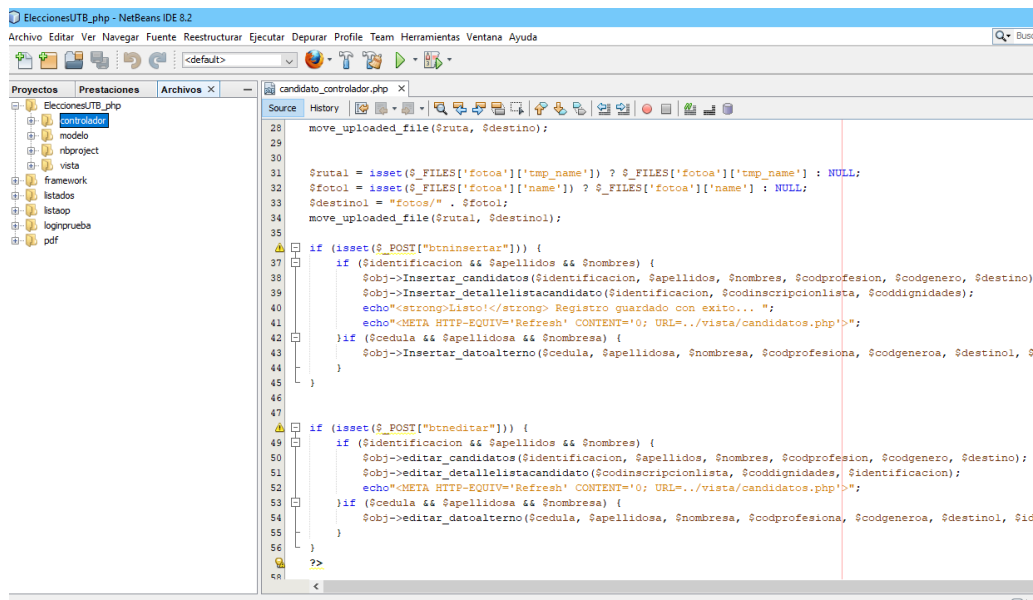 EleccionesUTB_php - NetBeans IDE 8.2
Archivo Editar Ver Navegar Fuente Reestructurar Ejecutar Depurar Profile Team Herramientas Ventana Ayuda
<default>
Proyectos Prestaciones Archivos
EleccionesUTB_php
controlador
modelo
nbproject
vista
framework
listados
listaop
loginprueba
pdf
candidato_controlador.php
Source History
28 move_uploaded_file($ruta, $destino);
29
30
31 $ruta1 = isset($_FILES['fotoa']['tmp_name']) ? $_FILES['fotoa']['tmp_name'] : NULL;
32 $foto1 = isset($_FILES['fotoa']['name']) ? $_FILES['fotoa']['name'] : NULL;
33 $destino1 = "fotos/" . $foto1;
34 move_uploaded_file($ruta1, $destino1);
35
if (isset($_POST["btninsertar"])) {
37 if ($identificacion && $apellidos && $nombres) {
38 $obj->Insertar_candidatos($identificacion, $apellidos, $nombres, $codprofesion, $codgenero, $destino)
39 $obj->Insertar_detallelistacandidato($identificacion, $codinscripcionlista, $coddignidades);
40 echo"<strong>Listo!</strong> Registro guardado con exito... ";
41 echo"<META HTTP-EQUIV='Refresh' CONTENT='0; URL=../vista/candidatos.php'>";
42 }if ($cedula && $apellidosa && $nombresa) {
43 $obj->Insertar_datoalterno($cedula, $apellidosa, $nombresa, $codprofesiona, $codgeneroa, $destino1, $
44 }
45 }
46
47
if (isset($_POST["btneditar"])) {
49 if ($identificacion && $apellidos && $nombres) {
50 $obj->editar_candidatos($identificacion, $apellidos, $nombres, $codprofesion, $codgenero, $destino);
51 $obj->editar_detallelistacandidato($codinscripcionlista, $coddignidades, $identificacion);
52 echo"<META HTTP-EQUIV='Refresh' CONTENT='0; URL=../vista/candidatos.php'>";
53 }if ($cedula && $apellidosa && $nombresa) {
54 $obj->editar_datoalterno($cedula, $apellidosa, $nombresa, $codprofesiona, $codgeneroa, $destino1, $id
55 }
56 }
?>
58